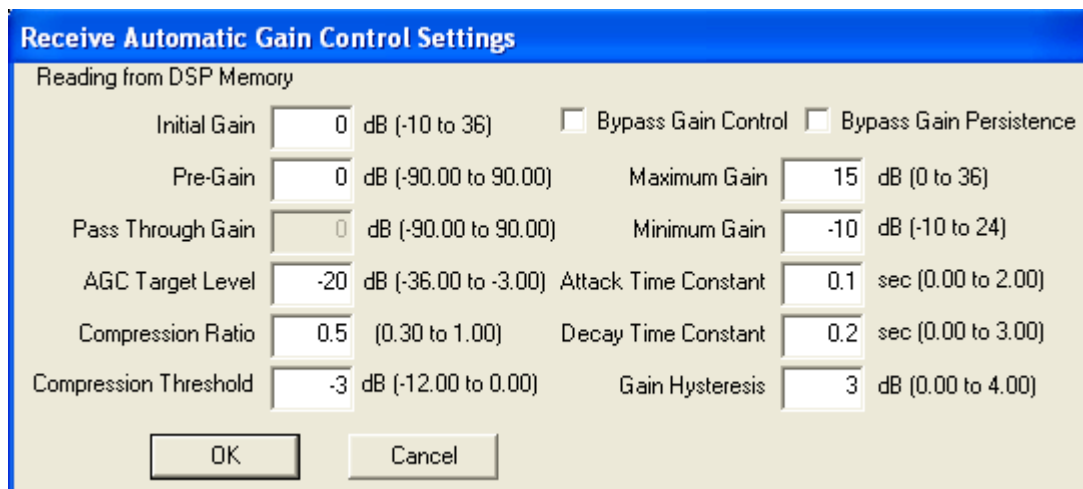 Receive Automatic Gain Control Settings
Reading from DSP Memory
Initial Gain 0 dB (-10 to 36) Bypass Gain Control Bypass Gain Persistence
Pre-Gain 0 dB (-90.00 to 90.00) Maximum Gain 15 dB (0 to 36)
Pass Through Gain 0 dB (-90.00 to 90.00) Minimum Gain -10 dB (-10 to 24)
AGC Target Level -20 dB (-36.00 to -3.00) Attack Time Constant 0.1 sec (0.00 to 2.00)
Compression Ratio 0.5 (0.30 to 1.00) Decay Time Constant 0.2 sec (0.00 to 3.00)
Compression Threshold -3 dB (-12.00 to 0.00) Gain Hysteresis 3 dB (0.00 to 4.00)
OK Cancel